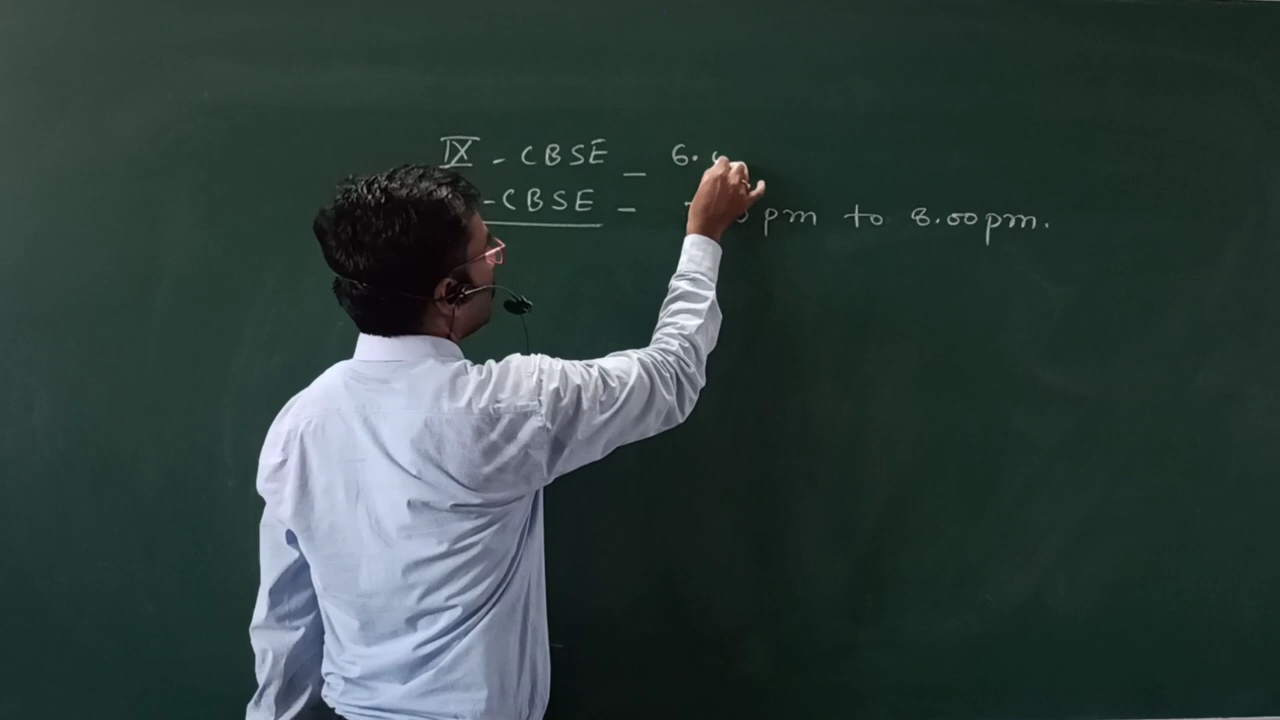 IX - CBSE - 6.
- CBSE - pm to 8.00pm.